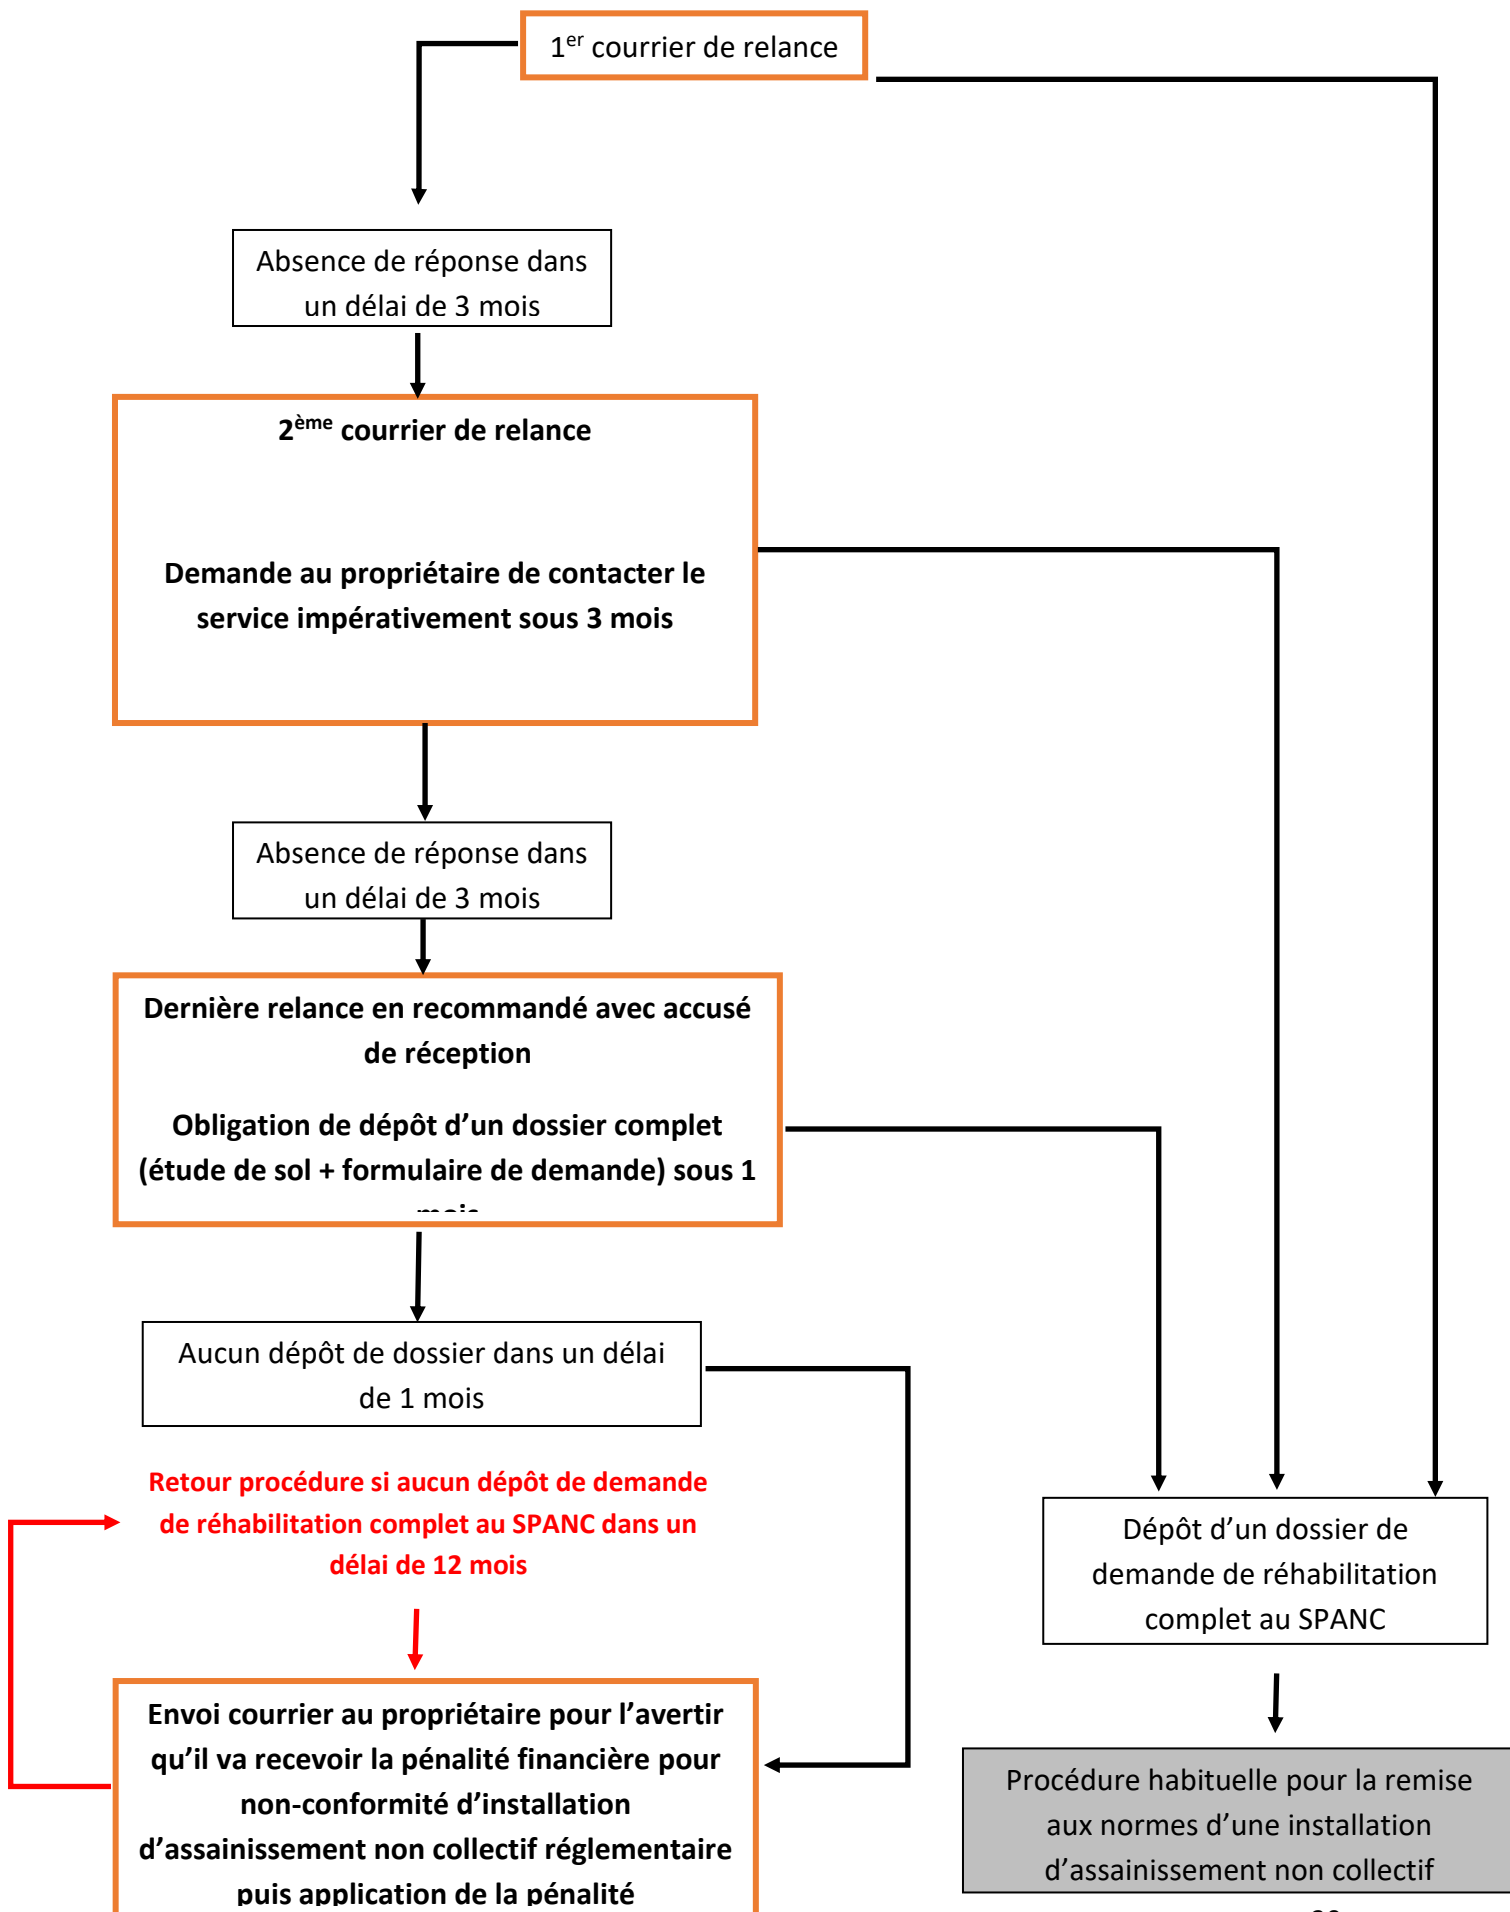 1er courrier de relance
Absence de réponse dans
un délai de 3 mois
2ème courrier de relance
Demande au propriétaire de contacter le
service impérativement sous 3 mois
Absence de réponse dans
un délai de 3 mois
Dernière relance en recommandé avec accusé
de réception
Obligation de dépôt d’un dossier complet
(étude de sol + formulaire de demande) sous 1
mois
Aucun dépôt de dossier dans un délai
de 1 mois
Retour procédure si aucun dépôt de demande
de réhabilitation complet au SPANC dans un
délai de 12 mois
Envoi courrier au propriétaire pour l’avertir
qu’il va recevoir la pénalité financière pour
non-conformité d’installation
d’assainissement non collectif réglementaire
puis application de la pénalité
Dépôt d’un dossier de
demande de réhabilitation
complet au SPANC
Procédure habituelle pour la remise
aux normes d’une installation
d’assainissement non collectif